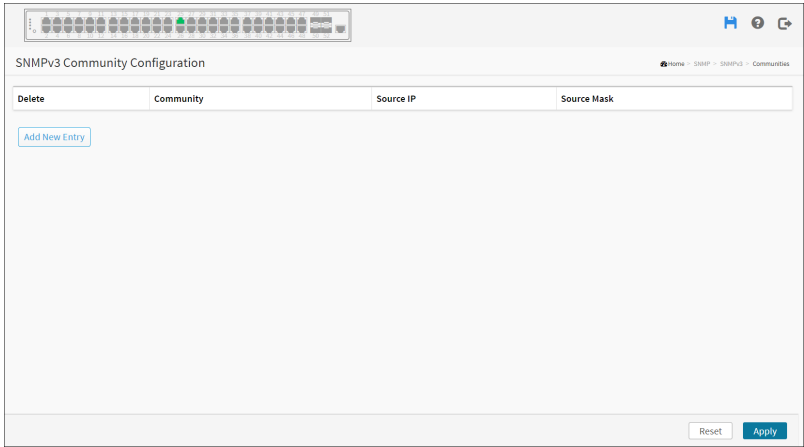 SNMPv3 Community Configuration
Home > SNMP > SNMPv3 > Communities
Delete Community Source IP Source Mask
Add New Entry
Reset Apply